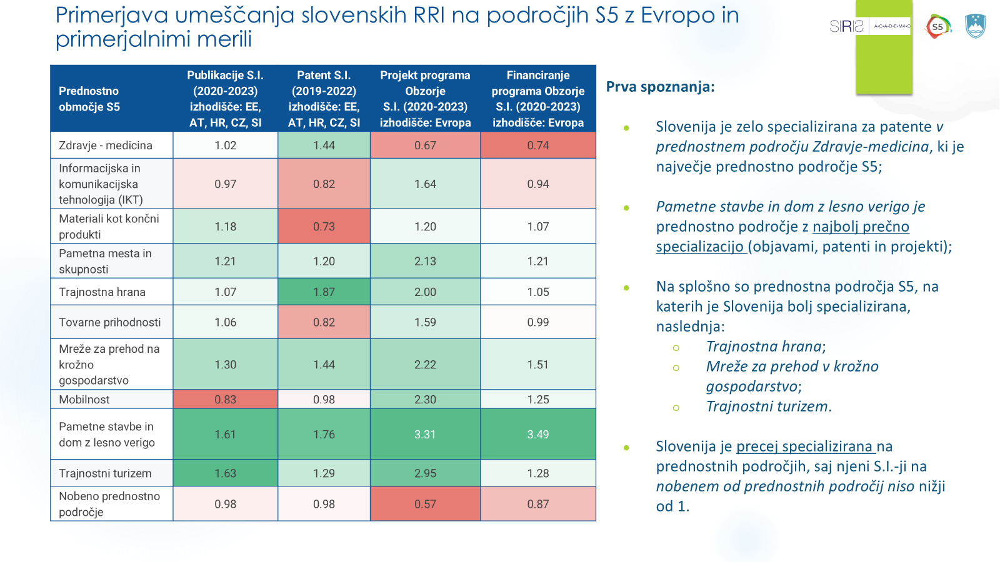 Primerjava umeščanja slovenskih RRI na področjih S5 z Evropo in
primerjalnimi merili
SIRIS
A•C•A•D•E•M•I•C
S5
Prednostno
območje S5
Publikacije S.I.
(2020-2023)
izhodišče: EE,
AT, HR, CZ, SI
Patent S.I.
(2019-2022)
izhodišče: EE,
AT, HR, CZ, SI
Projekt programa
Obzorje
S.I. (2020-2023)
izhodišče: Evropa
Financiranje
programa Obzorje
S.I. (2020-2023)
izhodišče: Evropa
Zdravje - medicina
1.02
1.44
0.67
0.74
Informacijska in
komunikacijska
tehnologija (IKT)
0.97
0.82
1.64
0.94
Materiali kot končni
produkti
1.18
0.73
1.20
1.07
Pametna mesta in
skupnosti
1.21
1.20
2.13
1.21
Trajnostna hrana
1.07
1.87
2.00
1.05
Tovarne prihodnosti
1.06
0.82
1.59
0.99
Mreže za prehod na
krožno
gospodarstvo
1.30
1.44
2.22
1.51
Mobilnost
0.83
0.98
2.30
1.25
Pametne stavbe in
dom z lesno verigo
1.61
1.76
3.31
3.49
Trajnostni turizem
1.63
1.29
2.95
1.28
Nobeno prednostno
področje
0.98
0.98
0.57
0.87
Prva spoznanja:
● Slovenija je zelo specializirana za patente v
prednostnem področju Zdravje-medicina, ki je
največje prednostno področje S5;
● Pametne stavbe in dom z lesno verigo je
prednostno področje z najbolj prečno
specializacijo (objavami, patenti in projekti);
● Na splošno so prednostna področja S5, na
katerih je Slovenija bolj specializirana,
naslednja:
○ Trajnostna hrana;
○ Mreže za prehod v krožno
gospodarstvo;
○ Trajnostni turizem.
● Slovenija je precej specializirana na
prednostnih področjih, saj njeni S.I.-ji na
nobenem od prednostnih področij niso nižji
od 1.